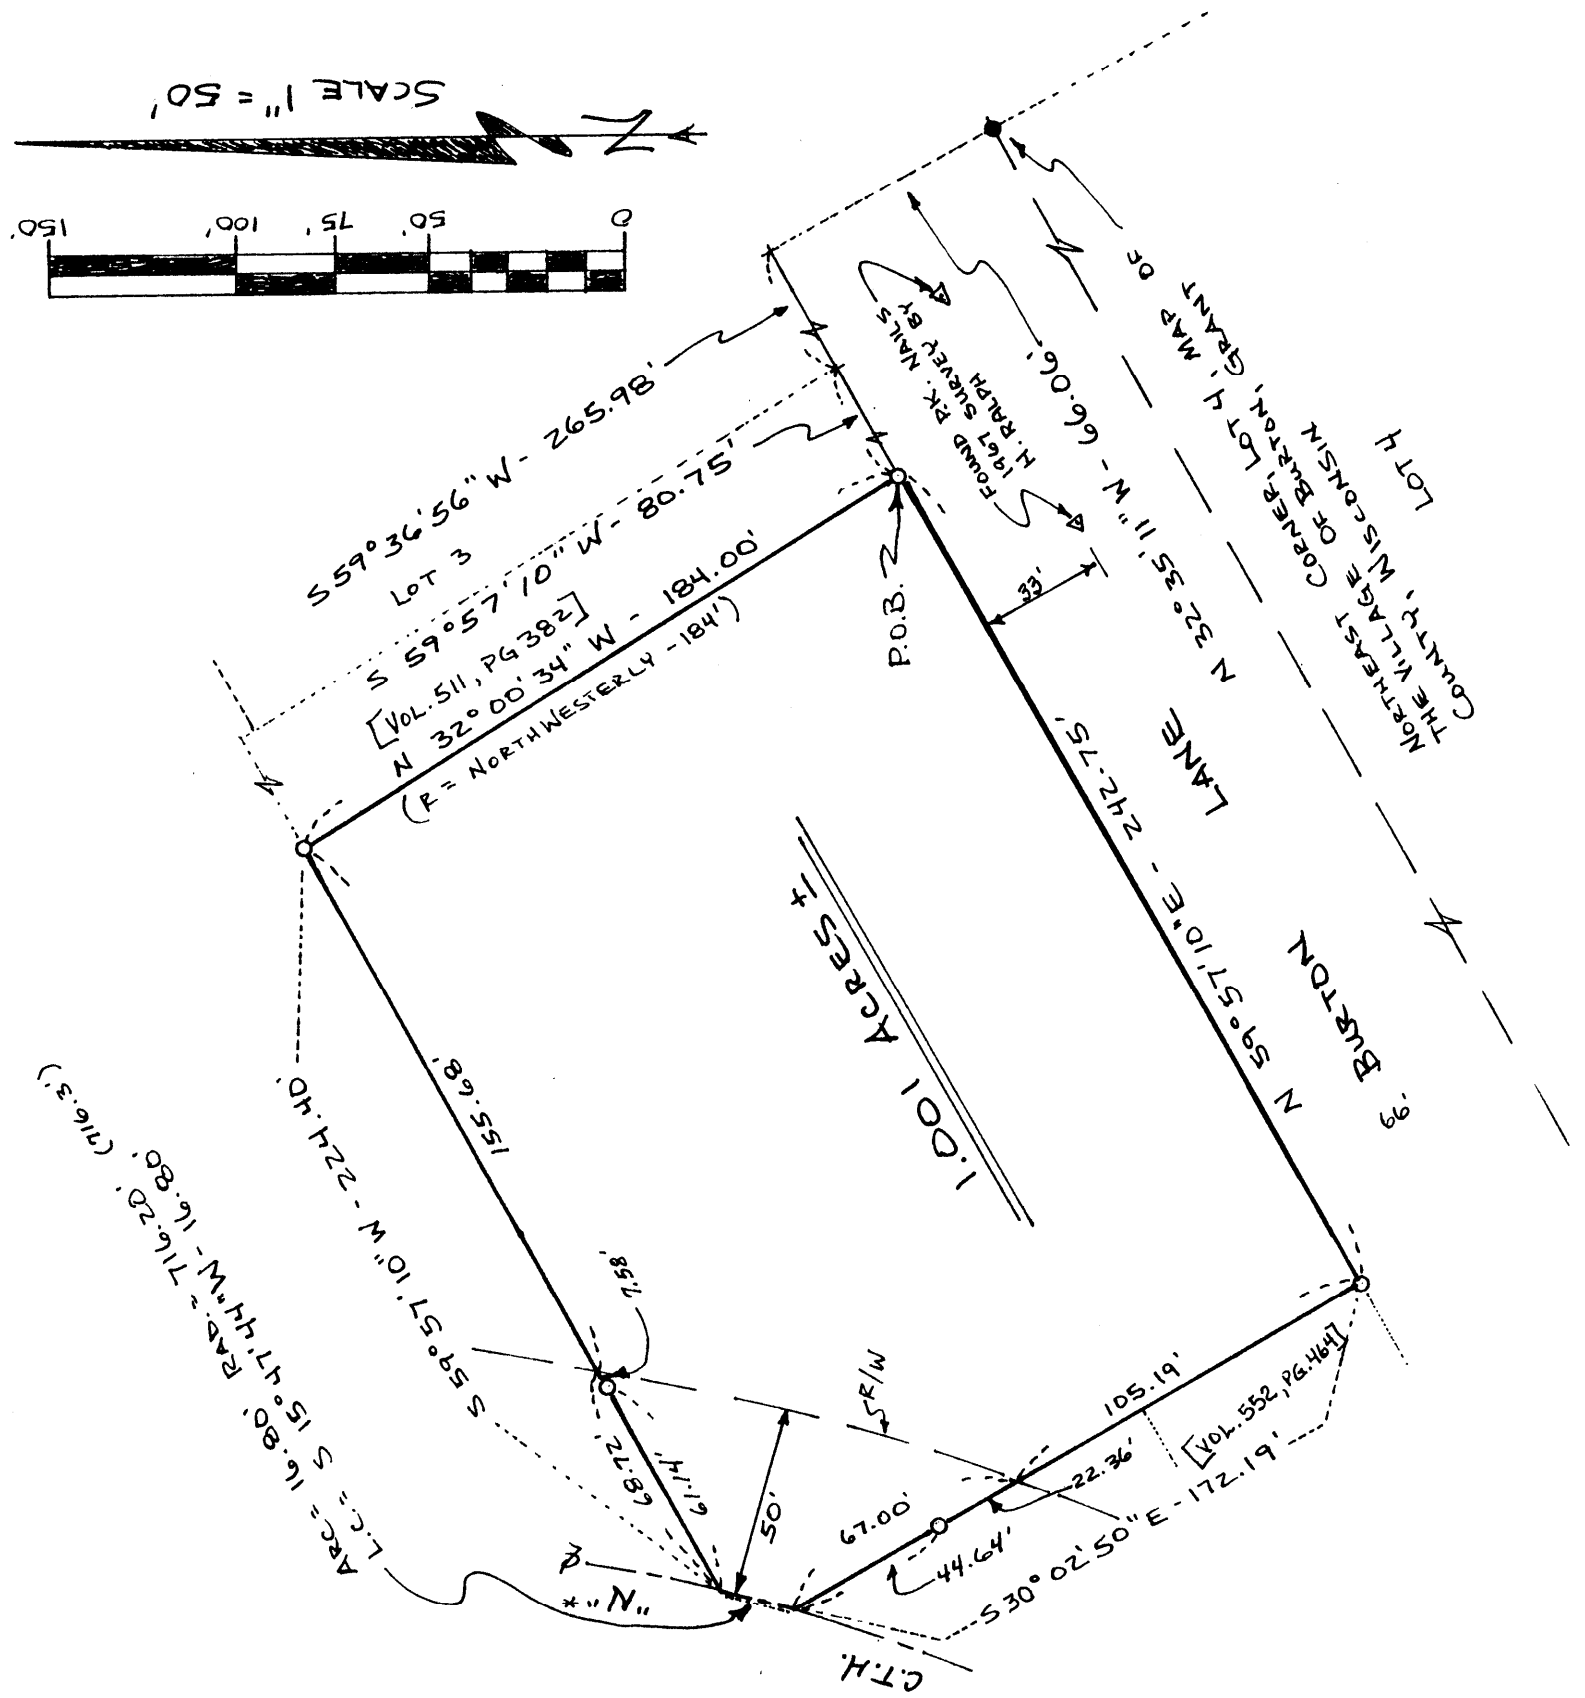 SCALE 1" = 50'
N
150' 100' 75' 50' 0
S 59° 36' 56" W - 265.98'
LOT 3
S 59° 57' 10" W - 80.75'
[VOL. 511, PG 382]
N 32° 00' 34" W - 184.00'
(R = NORTHWESTERLY - 184')
FOUND P.K. NAILS
1967 SURVEY BY
H. RALPH
P.O.B.
33'
N 32° 35' 11" W - 66.06'
NORTHEAST CORNER, LOT 4, MAP OF
THE VILLAGE OF BURTON, GRANT
COUNTY, WISCONSIN
LOT 4
N 59° 57' 10" E - 242.75'
66' BURTON LANE
1.001 ACRES ±
155.68'
S 59° 57' 10" W - 224.40'
ARC = 16.80' RAD. = 716.20' (716.3')
L.C. = S 15° 47' 44" W - 16.80'
7.58'
68.72'
61.14'
50'
R/W
67.00'
44.64'
22.36'
105.19'
[VOL. 552, PG. 464]
S 30° 02' 50" E - 172.19'
C.T.H. "N" *